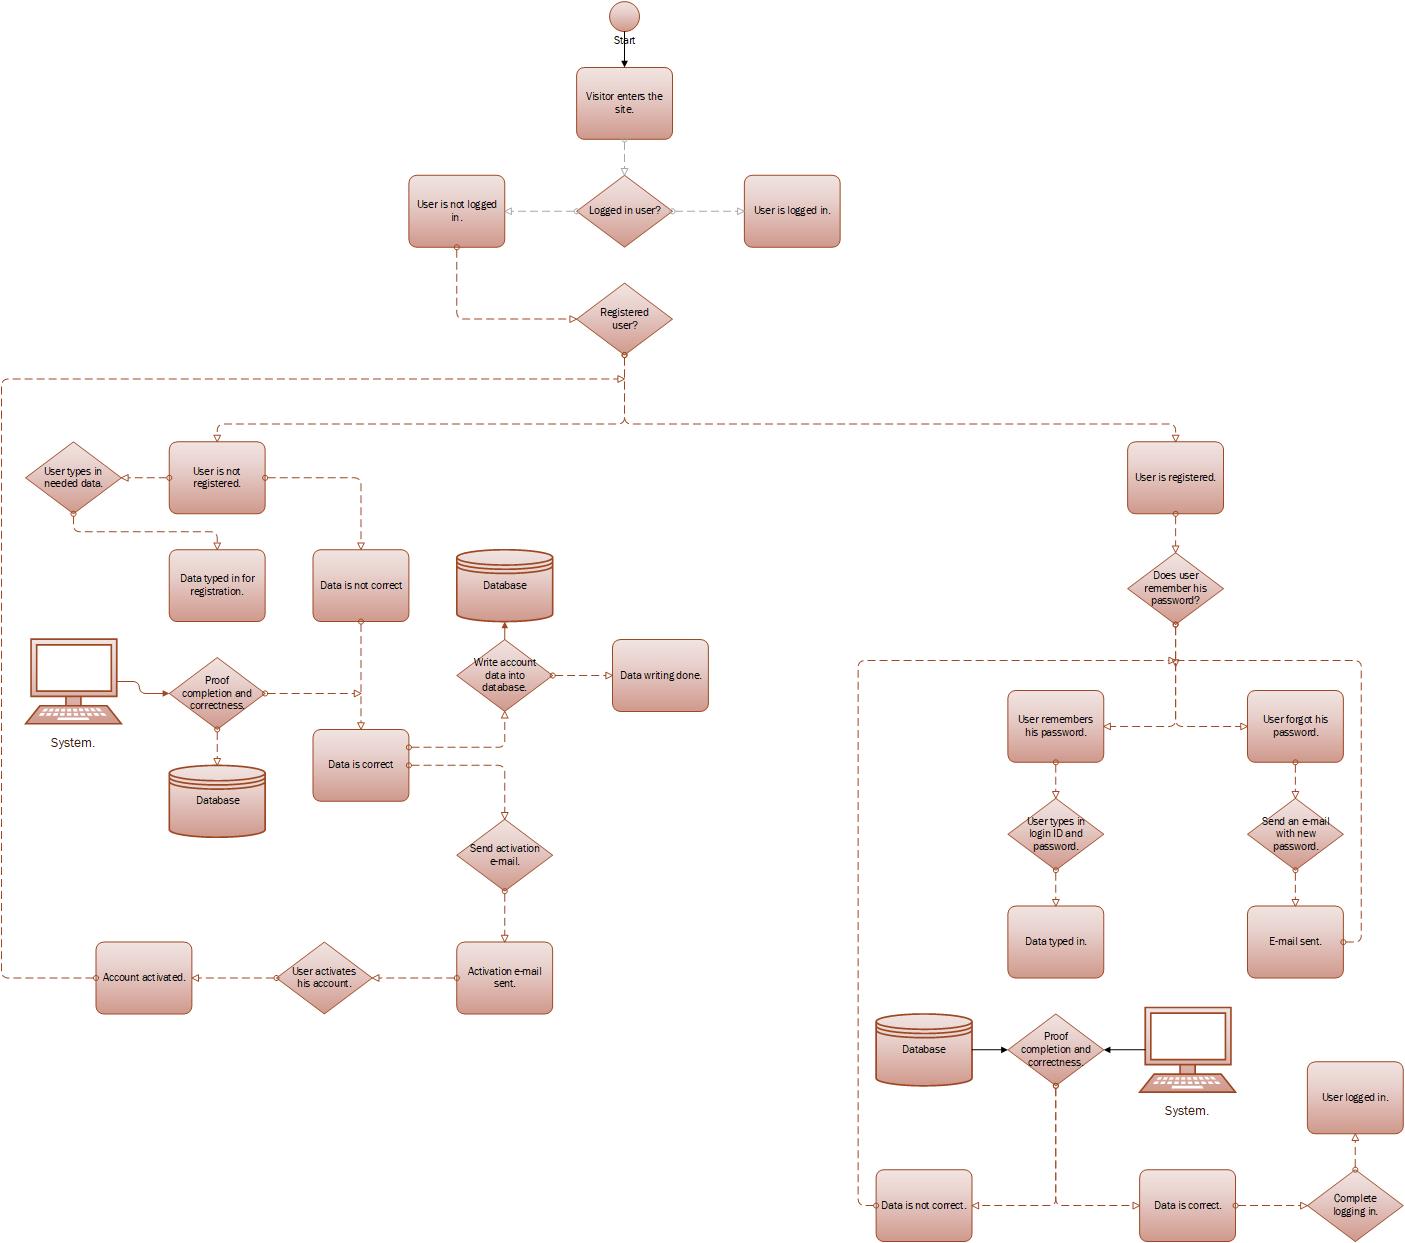 Start
Visitor enters the
site.
User is not logged
in.
Logged in user?
User is logged in.
Registered
user?
User types in
needed data.
User is not
registered.
User is registered.
Data typed in for
registration.
Data is not correct
Database
Does user
remember his
password?
Write account
data into
database.
Data writing done.
Proof
completion and
correctness.
System.
Data is correct
Database
User remembers
his password.
User forgot his
password.
User types in
login ID and
password.
Send an e-mail
with new
password.
Send activation
e-mail.
Data typed in.
E-mail sent.
Account activated.
User activates
his account.
Activation e-mail
sent.
Database
Proof
completion and
correctness.
System.
User logged in.
Data is not correct.
Data is correct.
Complete
logging in.